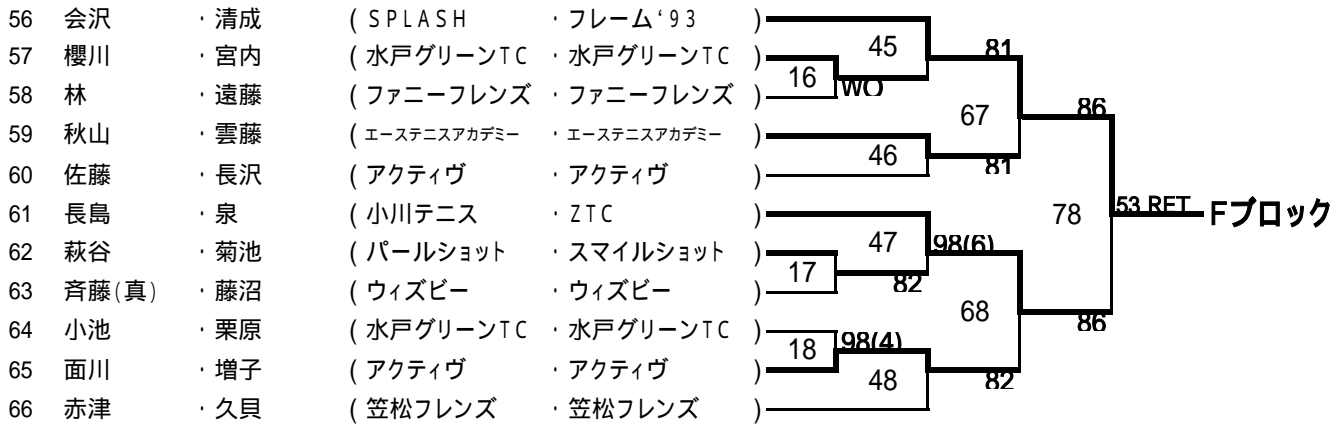 56 会沢 ・清成 ( SPLASH ・フレーム‘93 )
45 81
57 櫻川 ・宮内 ( 水戸グリーンTC ・水戸グリーンTC )
16 WO
58 林 ・遠藤 ( ファニーフレンズ ・ファニーフレンズ )
67 86
59 秋山 ・雲藤 ( エーステニスアカデミー ・エーステニスアカデミー )
46 81
60 佐藤 ・長沢 ( アクティヴ ・アクティヴ )
61 長島 ・泉 ( 小川テニス ・ZTC )
78 53 RET Fブロック
47 98(6)
62 萩谷 ・菊池 ( パールショット ・スマイルショット )
17 82
63 斉藤(真) ・藤沼 ( ウィズビー ・ウィズビー )
68 86
64 小池 ・栗原 ( 水戸グリーンTC ・水戸グリーンTC )
18 98(4)
65 面川 ・増子 ( アクティヴ ・アクティヴ )
48 82
66 赤津 ・久貝 ( 笠松フレンズ ・笠松フレンズ )